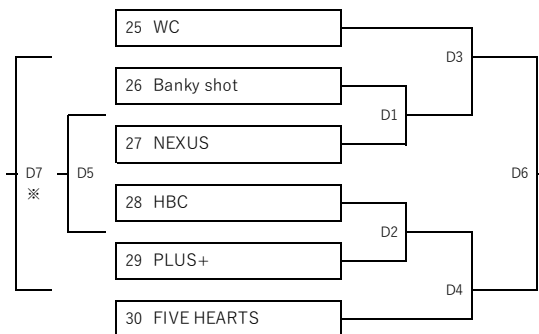 25 WC
D3
26 Banky shot
D1
27 NEXUS
D7 D5 D6
※
28 HBC
D2
29 PLUS+
D4
30 FIVE HEARTS